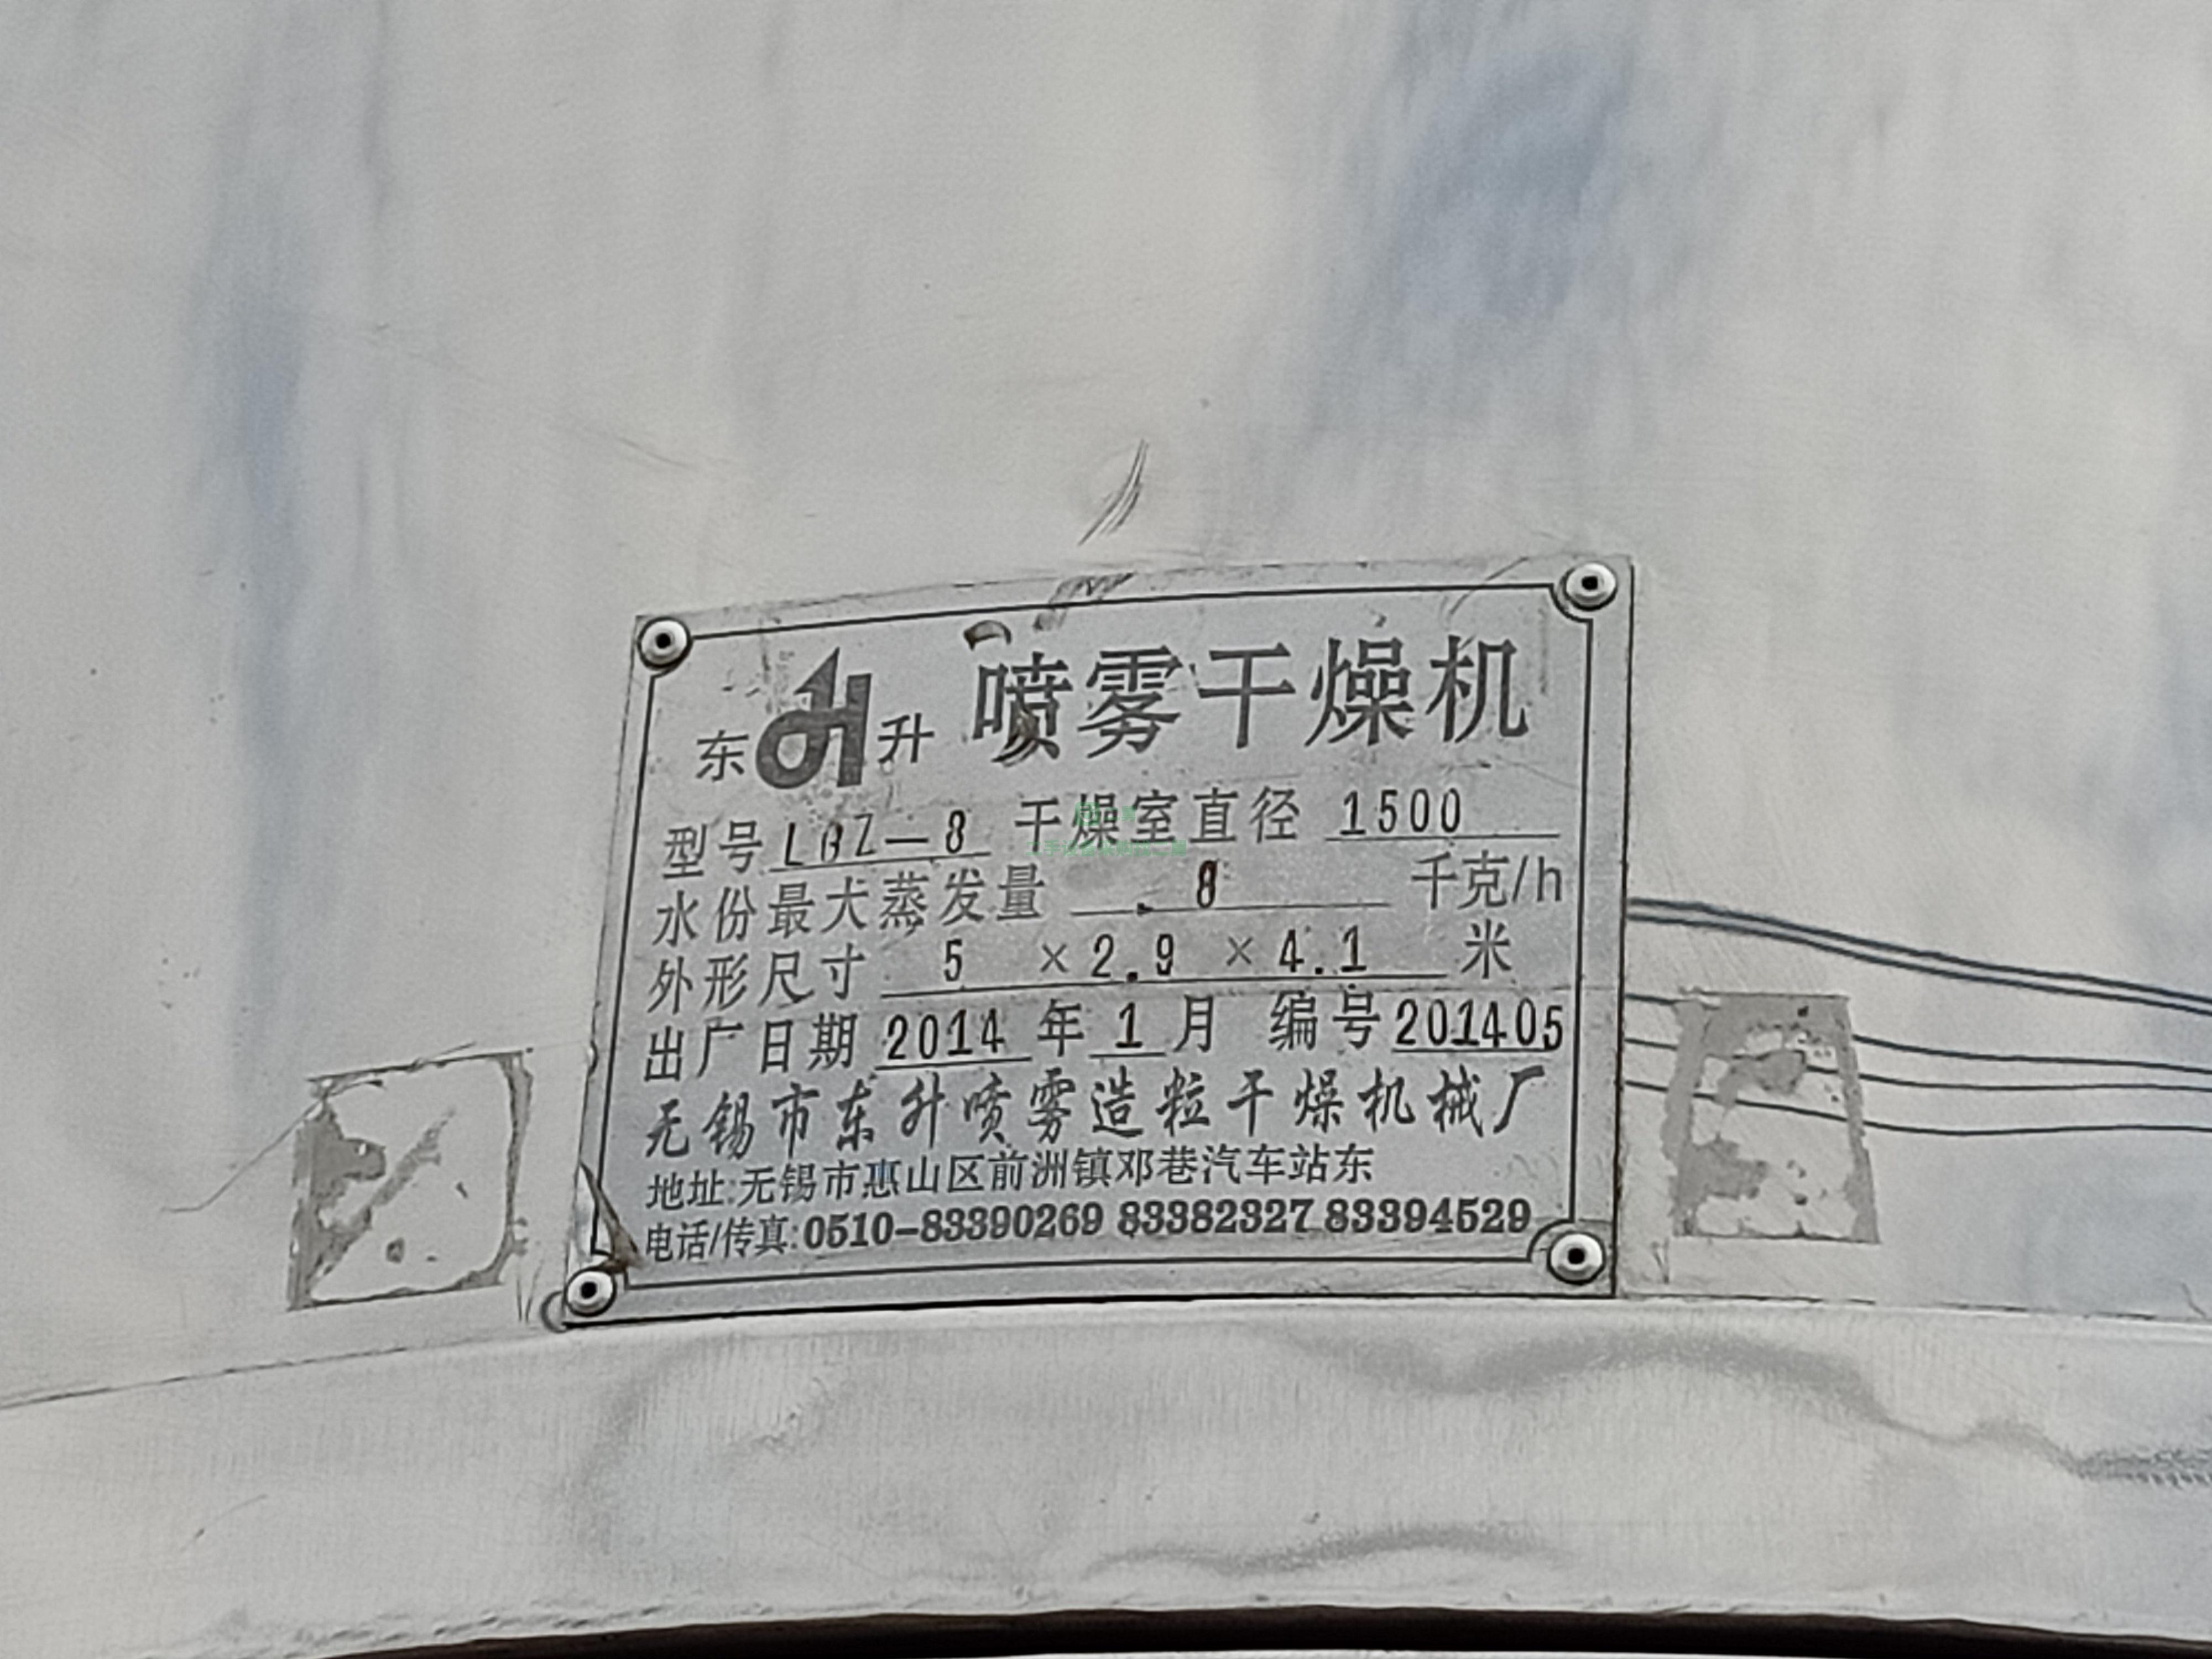 东 升 喷雾干燥机
型号 LQZ—8 干燥室直径 1500
水份最大蒸发量 8 千克/h
外形尺寸 5 ×2.9 ×4.1 米
出厂日期 2014 年 1 月 编号 201405
无锡市东升喷雾造粒干燥机械厂
地址:无锡市惠山区前洲镇邓巷汽车站东
电话/传真:0510-83390269 83382327 83394529